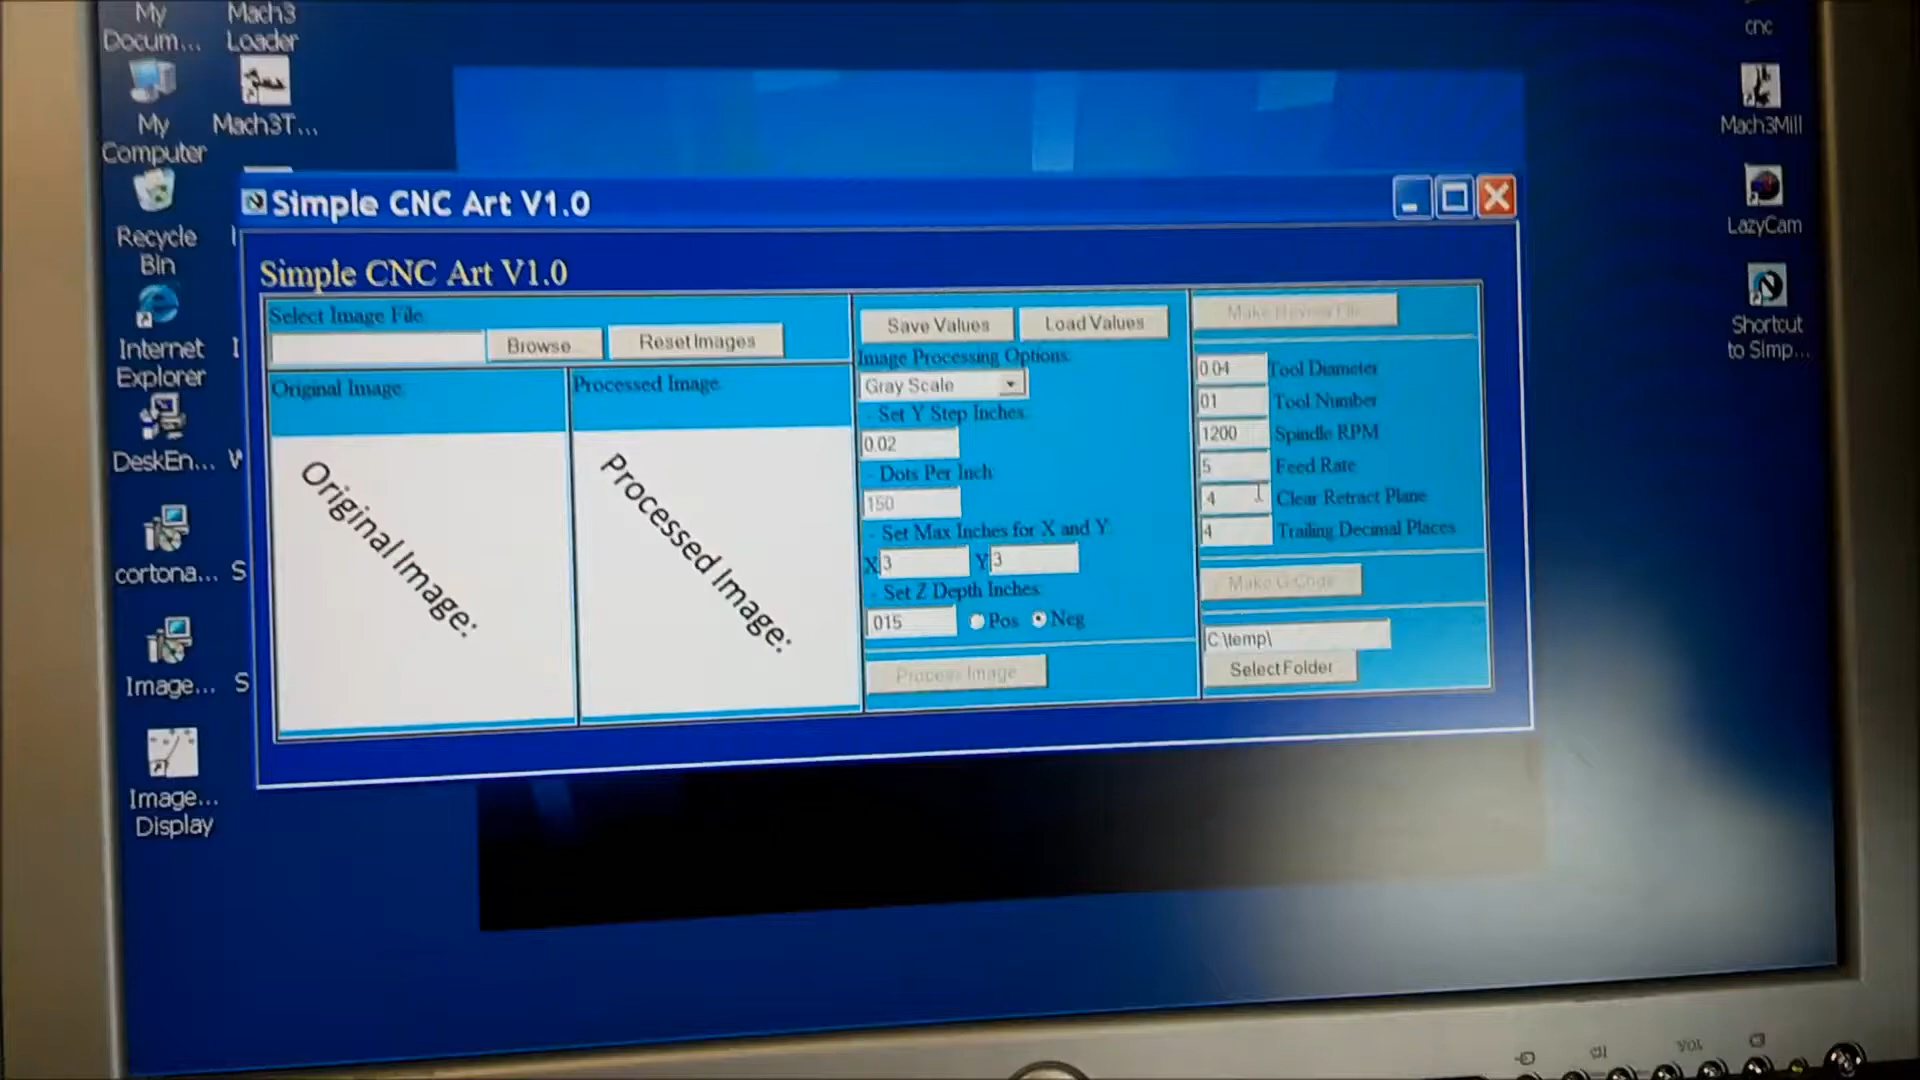 My
Docum...
Mach3
Loader
My
Computer
Mach3T...
Recycle
Bin
Internet
Explorer
DeskEn...
cortona...
Image...
Image...
Display
cnc
Mach3Mill
LazyCam
Shortcut
to Simp...
Simple CNC Art V1.0
Simple CNC Art V1.0
Select Image File:
Browse...
Reset Images
Original Image:
Processed Image:
Original Image:
Processed Image:
Save Values
Load Values
Image Processing Options:
Gray Scale
- Set Y Step Inches:
0.02
- Dots Per Inch:
150
- Set Max Inches for X and Y:
X 3 Y 3
- Set Z Depth Inches:
.015 Pos Neg
Process Image
Make Review File
0.04 Tool Diameter
01 Tool Number
1200 Spindle RPM
5 Feed Rate
.4 Clear Retract Plane
4 Trailing Decimal Places
Make G-Code
C:\temp\
Select Folder
VOL